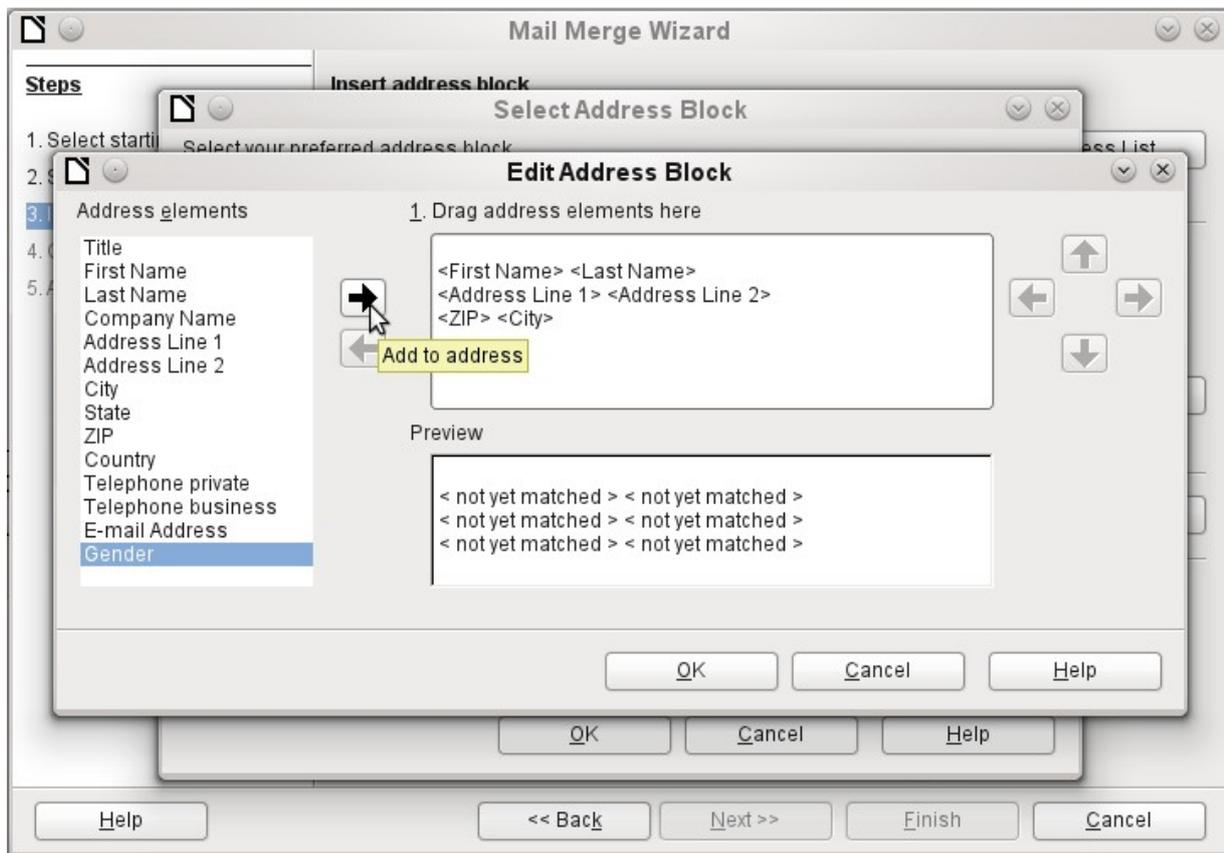 Mail Merge Wizard
Steps
Insert address block
Select Address Block
1. Select starti
Select your preferred address block
ess List
Edit Address Block
2. S
3. I
4. 
5. A
Address elements
1. Drag address elements here
Title
First Name
Last Name
Company Name
Address Line 1
Address Line 2
City
State
ZIP
Country
Telephone private
Telephone business
E-mail Address
Gender
<First Name> <Last Name>
<Address Line 1> <Address Line 2>
<ZIP> <City>
Add to address
Preview
< not yet matched > < not yet matched >
< not yet matched > < not yet matched >
< not yet matched > < not yet matched >
OK
Cancel
Help
OK
Cancel
Help
Help
<< Back
Next >>
Finish
Cancel